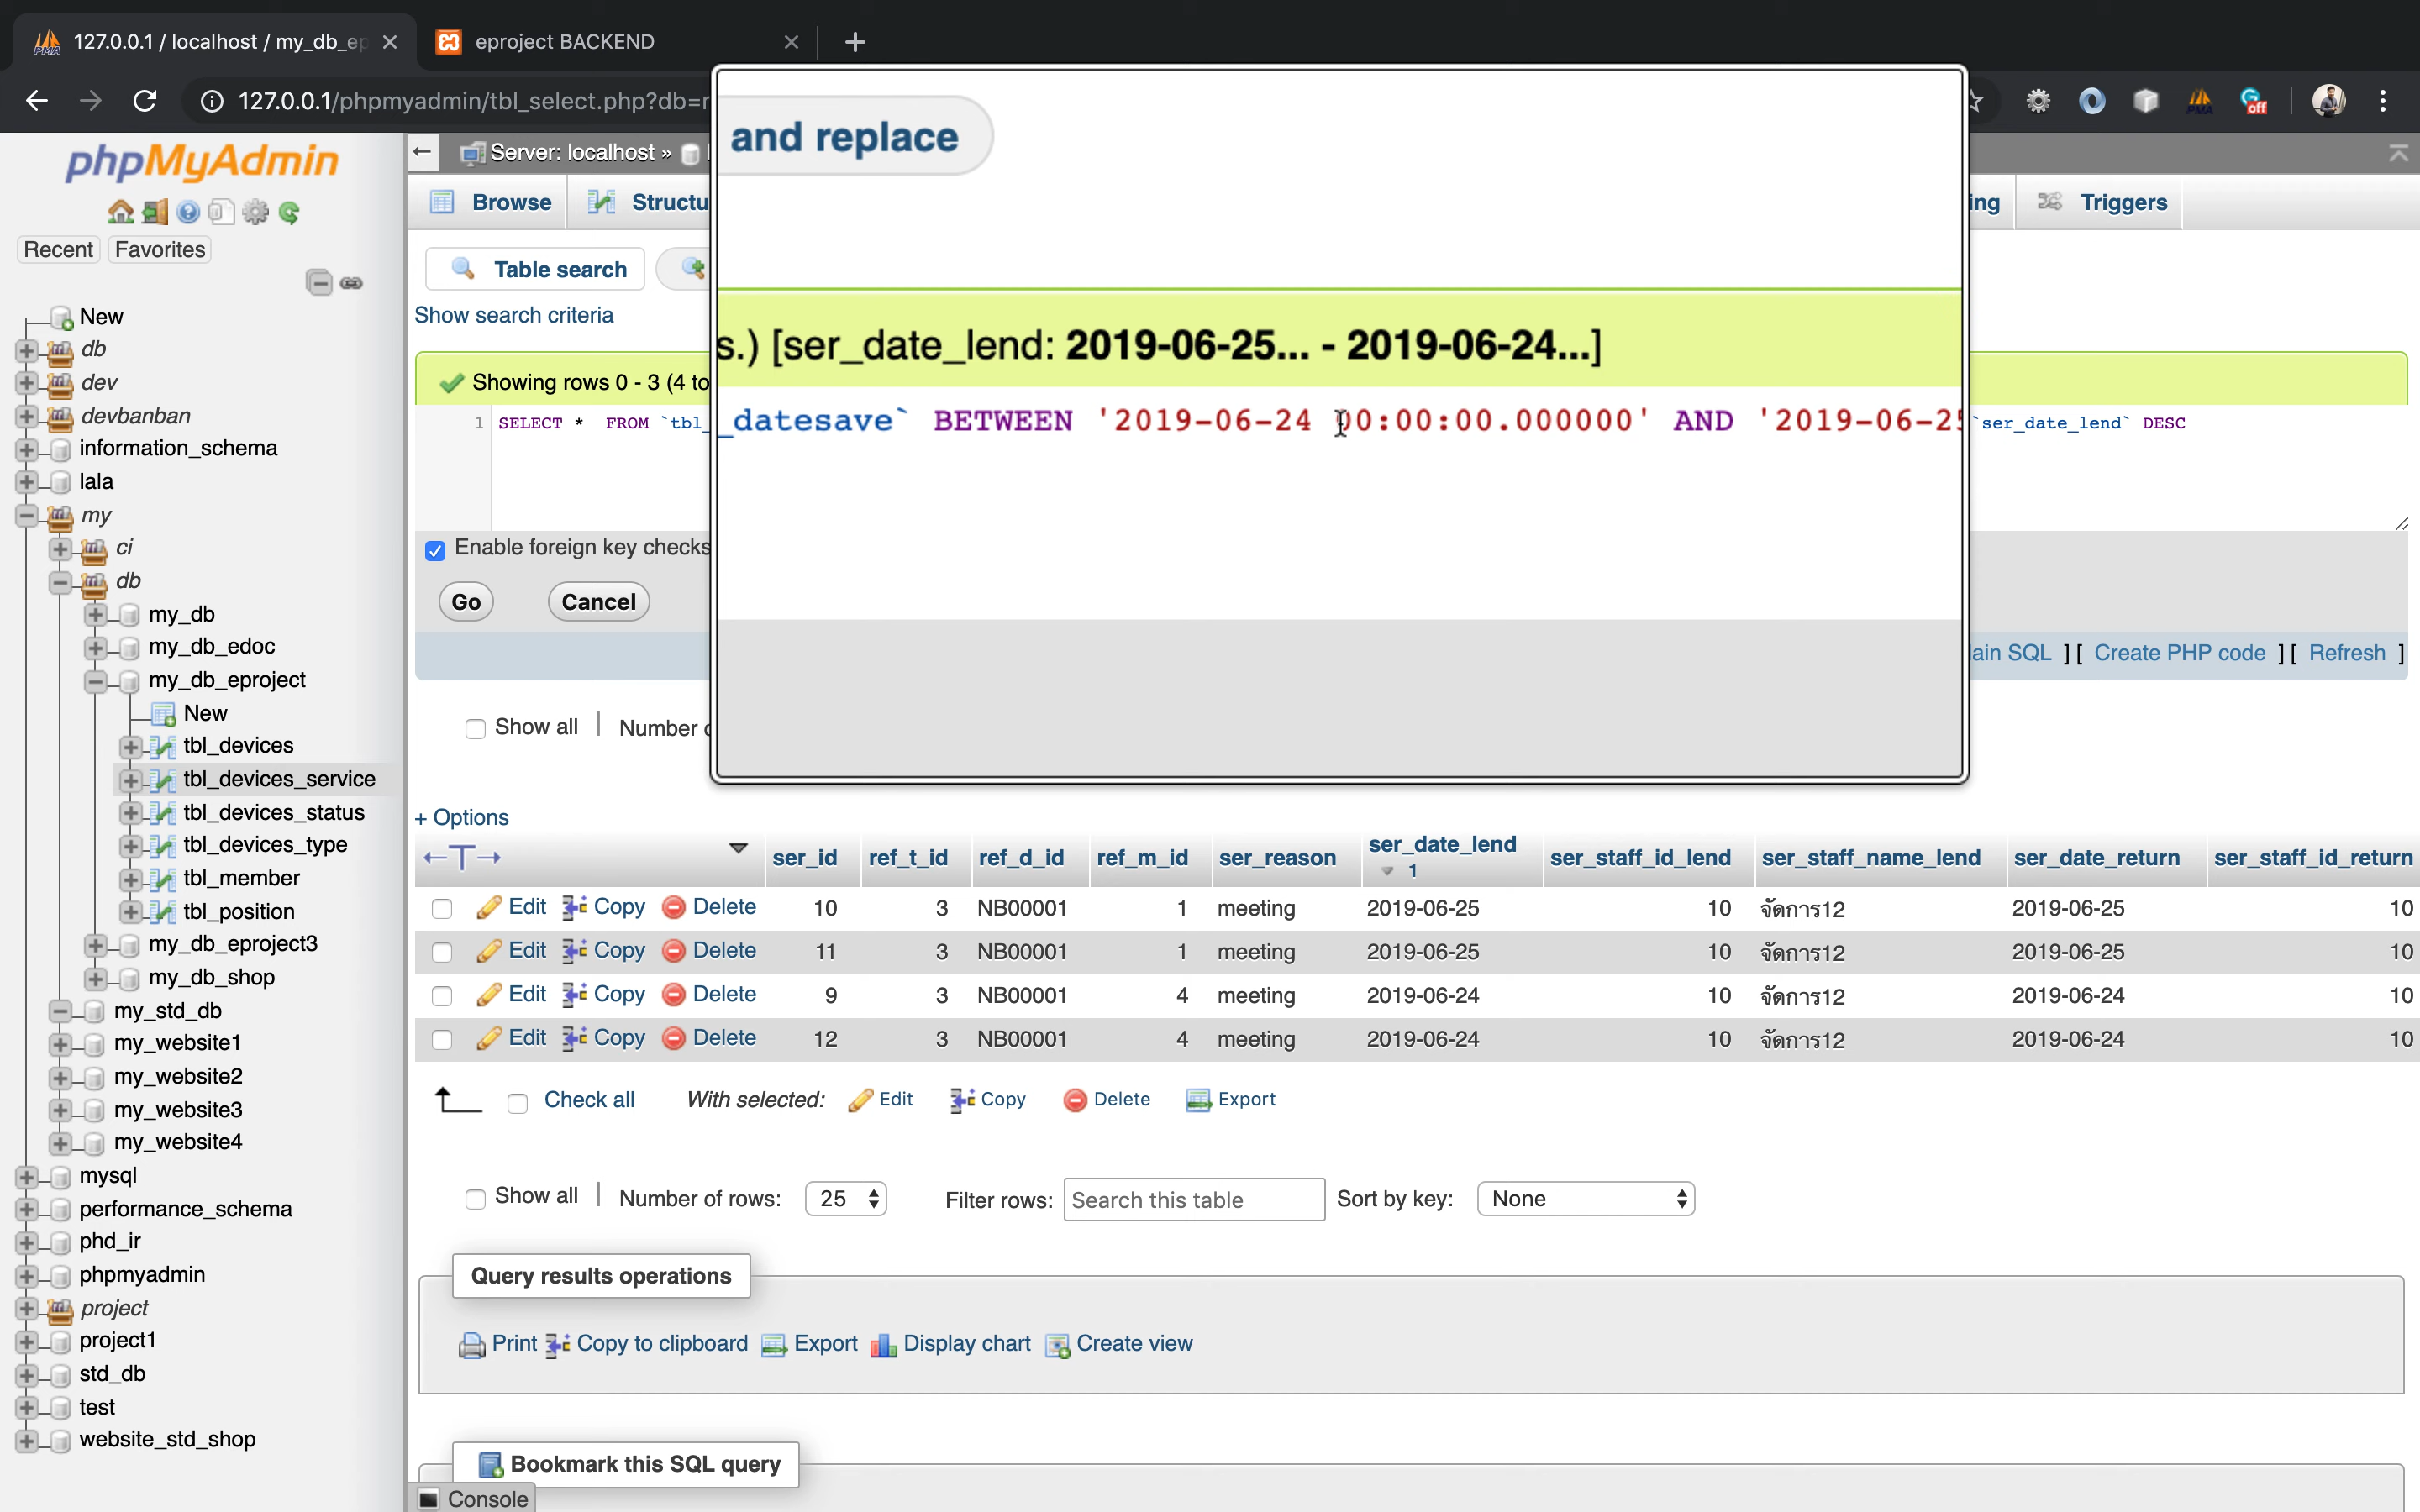 127.0.0.1 / localhost / my_db_ep
eproject BACKEND
127.0.0.1/phpmyadmin/tbl_select.php?db=
off
phpMyAdmin
Recent
Favorites
New
db
dev
devbanban
information_schema
lala
my
ci
db
my_db
my_db_edoc
my_db_eproject
New
tbl_devices
tbl_devices_service
tbl_devices_status
tbl_devices_type
tbl_member
tbl_position
my_db_eproject3
my_db_shop
my_std_db
my_website1
my_website2
my_website3
my_website4
mysql
performance_schema
phd_ir
phpmyadmin
project
project1
std_db
test
website_std_shop
Server: localhost »
Browse
Structu
ing
Triggers
Table search
Show search criteria
Showing rows 0 - 3 (4 to
1 SELECT * FROM `tbl_
`ser_date_lend` DESC
and replace
s.) [ser_date_lend: 2019-06-25... - 2019-06-24...]
_datesave` BETWEEN '2019-06-24 00:00:00.000000' AND '2019-06-25
Enable foreign key checks
Go
Cancel
lain SQL ] [ Create PHP code ] [ Refresh ]
Show all | Number
+ Options
←T→ ser_id ref_t_id ref_d_id ref_m_id ser_reason ser_date_lend 1 ser_staff_id_lend ser_staff_name_lend ser_date_return ser_staff_id_return
Edit Copy Delete 10 3 NB00001 1 meeting 2019-06-25 10 จัดการ12 2019-06-25 10
Edit Copy Delete 11 3 NB00001 1 meeting 2019-06-25 10 จัดการ12 2019-06-25 10
Edit Copy Delete 9 3 NB00001 4 meeting 2019-06-24 10 จัดการ12 2019-06-24 10
Edit Copy Delete 12 3 NB00001 4 meeting 2019-06-24 10 จัดการ12 2019-06-24 10
Check all With selected: Edit Copy Delete Export
Show all | Number of rows: 25 Filter rows: Search this table Sort by key: None
Query results operations
Print Copy to clipboard Export Display chart Create view
Bookmark this SQL query
Console